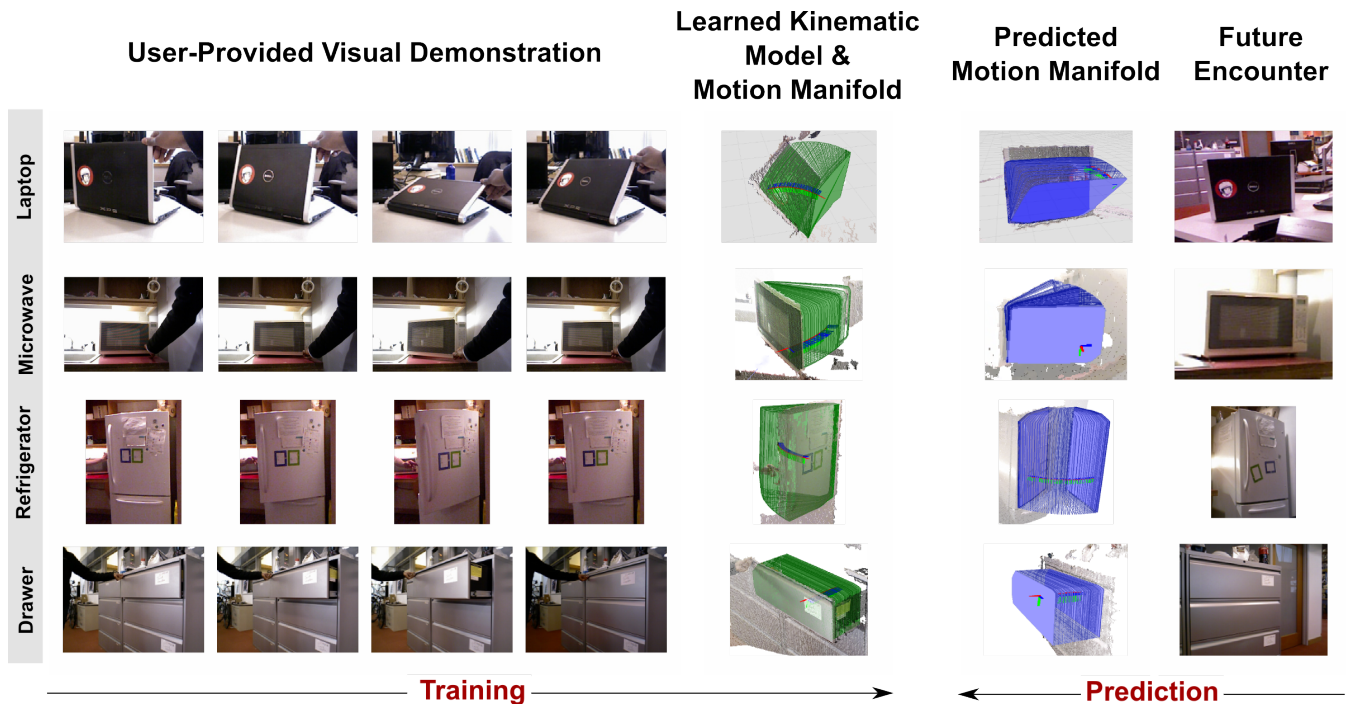 User-Provided Visual Demonstration
Learned Kinematic
Model &
Motion Manifold
Predicted
Motion Manifold
Future
Encounter
Laptop
Microwave
Refrigerator
Drawer
Training
Prediction